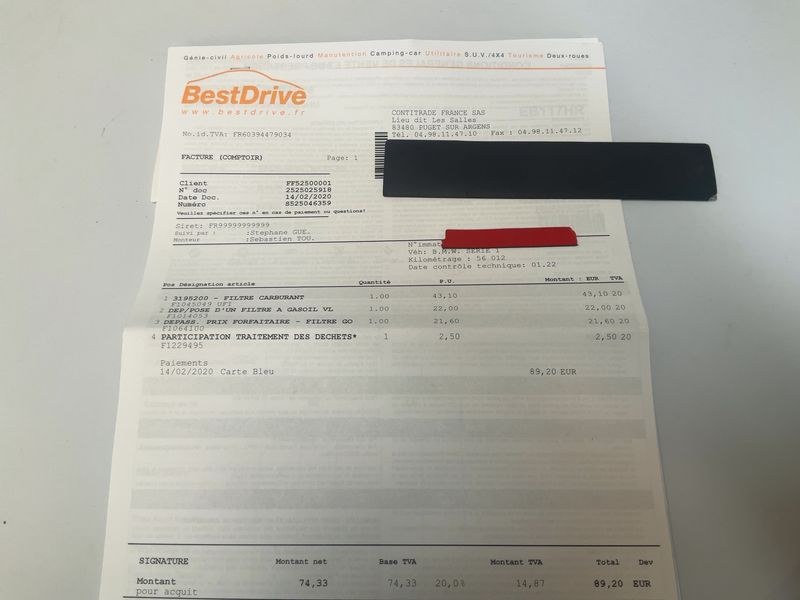 Génie-civil Agricole Poids-lourd Manutention Camping-car Utilitaire S.U.V./4X4 Tourisme Deux-roues
BestDrive
www.bestdrive.fr
CONTITRADE FRANCE SAS
Lieu dit Les Salles
83480 PUGET SUR ARGENS
No.id.TVA: FR60394479034
Tél. 04.98.11.47.10 Fax : 04.98.11.47.12
FACTURE (COMPTOIR) Page: 1
Client FF52500001
N° doc 2525025918
Date Doc. 14/02/2020
Numéro 8525046359
Veuillez spécifier ces n° en cas de paiement ou questions!
Siret: FR99999999999
Suivi par : :Stephane GUE.
Monteur :Sebastien TOU.
N°immat
Véh: B.M.W. SERIE 1
Kilométrage : 56 012
Date contrôle technique: 01.22
Pos Désignation article Quantité P.U. Montant : EUR TVA
1 3195200 - FILTRE CARBURANT 1.00 43,10 43,10 20
F1045049 UFI
2 DEP/POSE D'UN FILTRE A GASOIL VL 1.00 22,00 22,00 20
F1014053
3 DEPASS. PRIX FORFAITAIRE - FILTRE GO 1.00 21,60 21,60 20
F1064100
4 PARTICIPATION TRAITEMENT DES DECHETS* 1 2,50 2,50 20
F1229495
Paiements
14/02/2020 Carte Bleu 89,20 EUR
SIGNATURE Montant net Base TVA Montant TVA Total Dev
Montant 74,33 74,33 20,0% 14,87 89,20 EUR
pour acquit